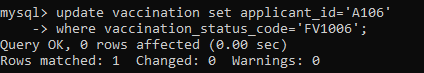 mysql> update vaccination set applicant_id='A106'
-> where vaccination_status_code='FV1006';
Query OK, 0 rows affected (0.00 sec)
Rows matched: 1 Changed: 0 Warnings: 0